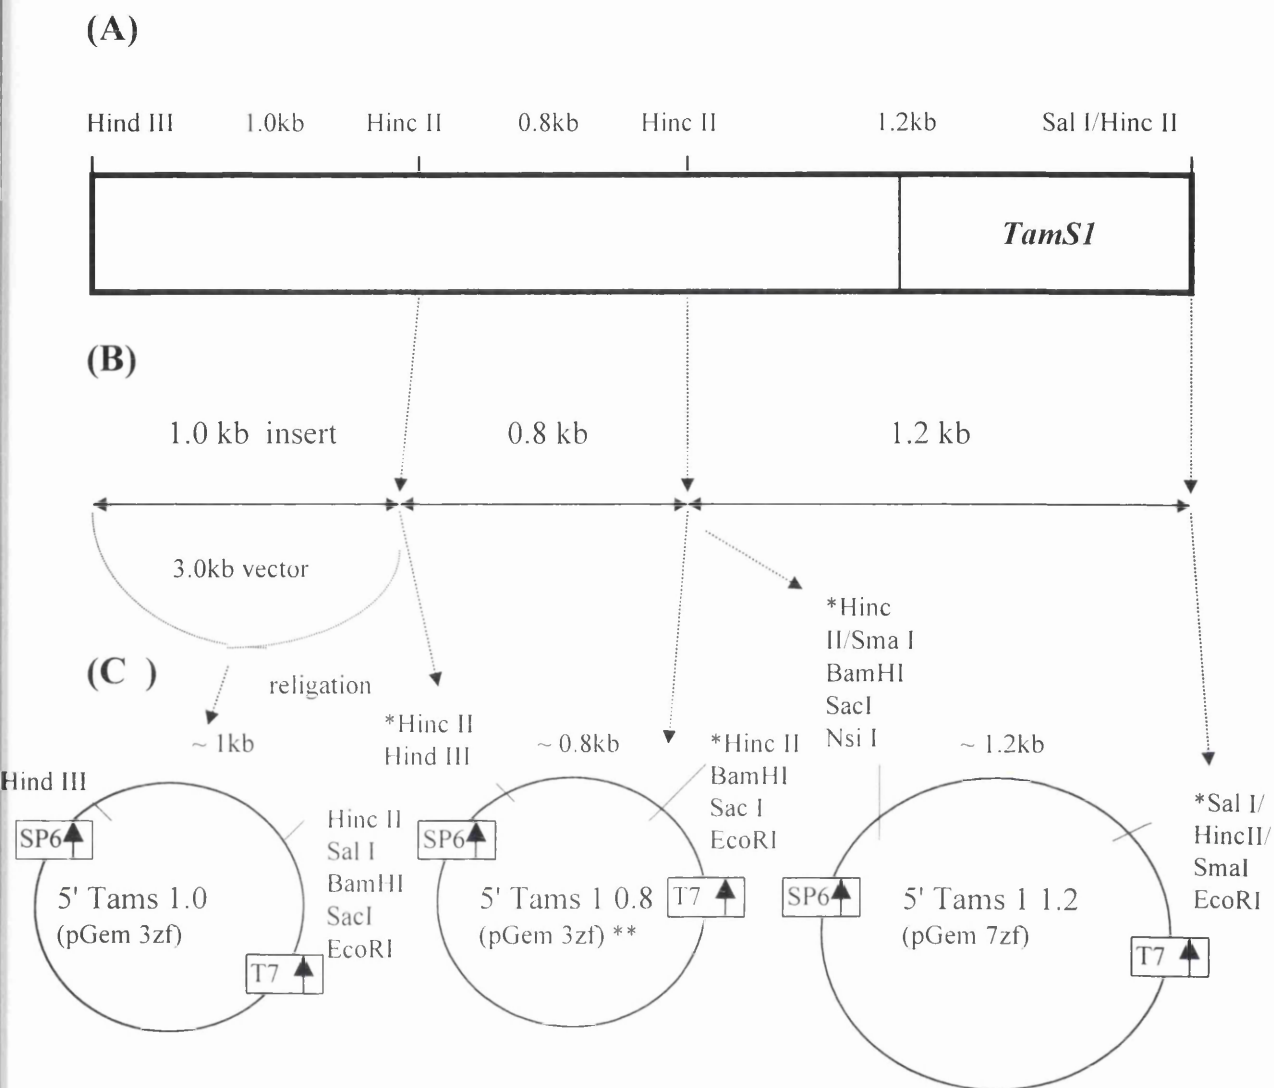 (A)
Hind III 1.0kb Hinc II 0.8kb Hinc II 1.2kb Sal I/Hinc II
TamS1
(B)
1.0 kb insert 0.8 kb 1.2 kb
3.0kb vector
(C )
religation
~ 1kb
Hind III
SP6
Hinc II
Sal I
BamHI
SacI
EcoRI
5' Tams 1.0
(pGem 3zf)
T7
*Hinc II
Hind III
~ 0.8kb
SP6
*Hinc II
BamHI
Sac I
EcoRI
5' Tams 1 0.8
(pGem 3zf) **
T7
*Hinc
II/Sma I
BamHI
SacI
Nsi I
~ 1.2kb
SP6
*Sal I/
HincII/
SmaI
EcoRI
5' Tams 1 1.2
(pGem 7zf)
T7